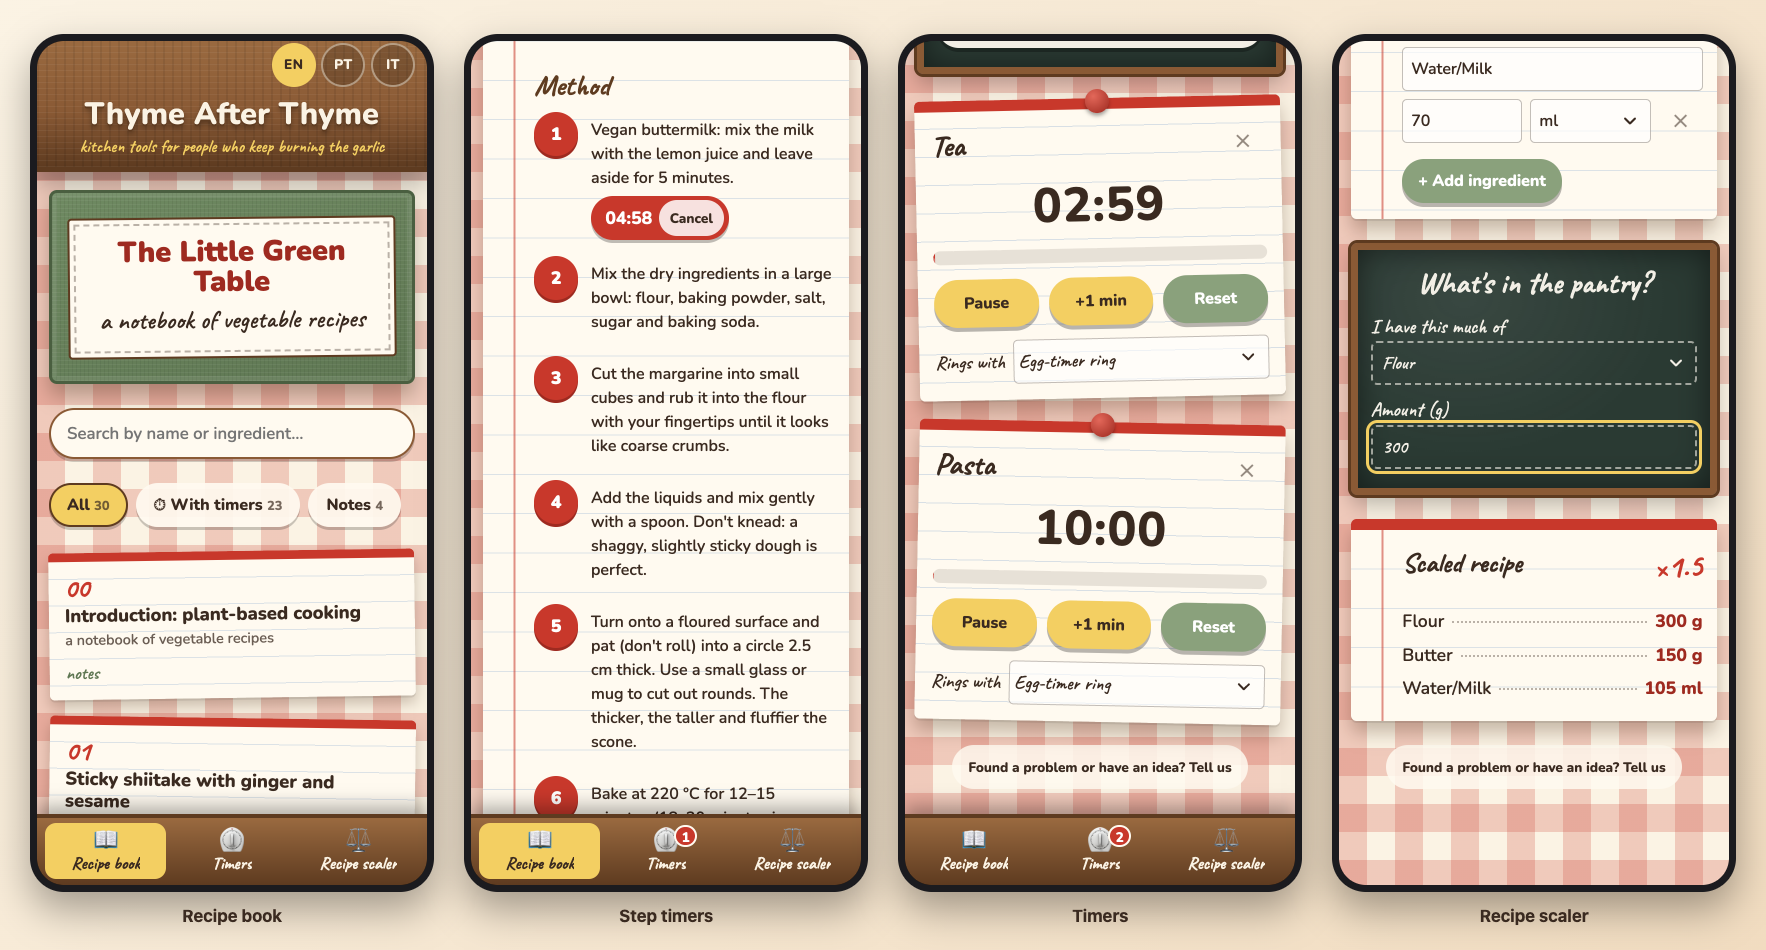 EN PT IT
Thyme After Thyme
kitchen tools for people who keep burning the garlic
The Little Green
Table
a notebook of vegetable recipes
Search by name or ingredient...
All 30
With timers 23
Notes 4
00
Introduction: plant-based cooking
a notebook of vegetable recipes
notes
01
Sticky shiitake with ginger and
sesame
Recipe book
Timers
Recipe scaler
Recipe book
Method
1
Vegan buttermilk: mix the milk
with the lemon juice and leave
aside for 5 minutes.
04:58 Cancel
2
Mix the dry ingredients in a large
bowl: flour, baking powder, salt,
sugar and baking soda.
3
Cut the margarine into small
cubes and rub it into the flour
with your fingertips until it looks
like coarse crumbs.
4
Add the liquids and mix gently
with a spoon. Don't knead: a
shaggy, slightly sticky dough is
perfect.
5
Turn onto a floured surface and
pat (don't roll) into a circle 2.5
cm thick. Use a small glass or
mug to cut out rounds. The
thicker, the taller and fluffier the
scone.
6
Bake at 220 °C for 12–15
Recipe book
1
Timers
Recipe scaler
Step timers
Tea ×
02:59
Pause +1 min Reset
Rings with Egg-timer ring
Pasta ×
10:00
Pause +1 min Reset
Rings with Egg-timer ring
Found a problem or have an idea? Tell us
Recipe book
2
Timers
Recipe scaler
Timers
Water/Milk
70 ml ×
+ Add ingredient
What's in the pantry?
I have this much of
Flour
Amount (g)
300
Scaled recipe ×1.5
Flour 300 g
Butter 150 g
Water/Milk 105 ml
Found a problem or have an idea? Tell us
Recipe scaler